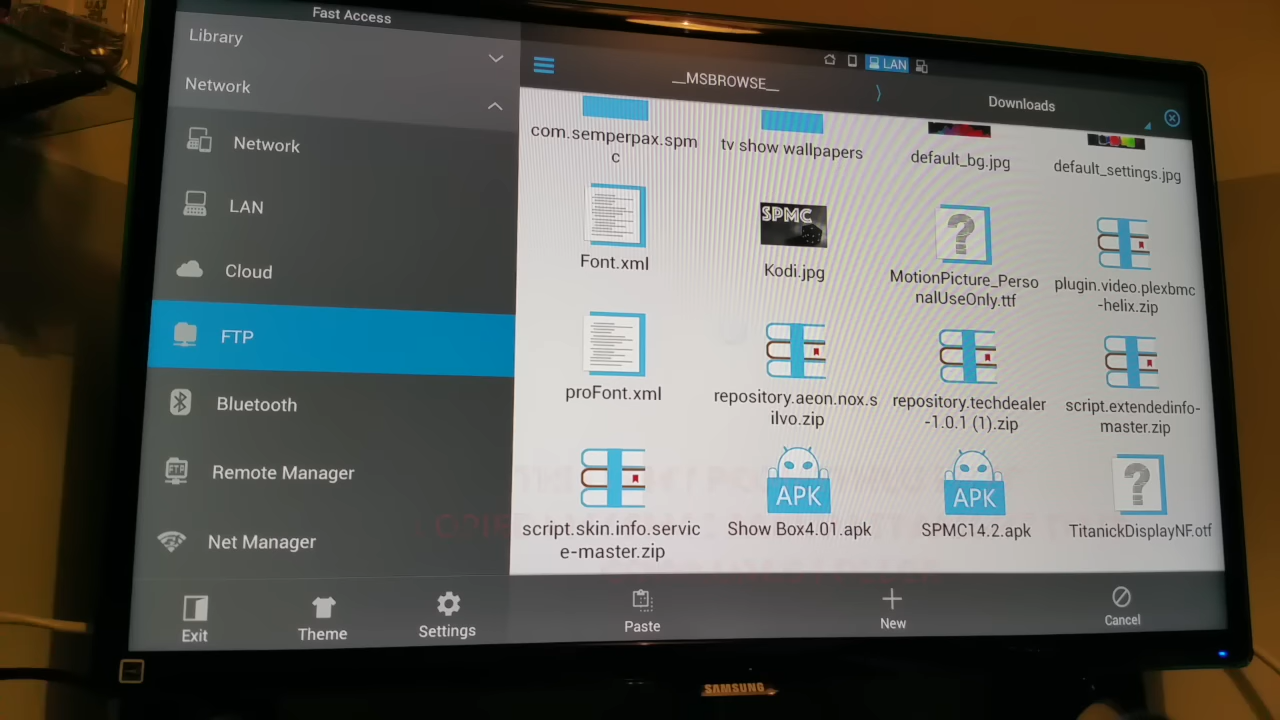 Fast Access
Library
Network
Network
LAN
Cloud
FTP
Bluetooth
Remote Manager
Net Manager
Exit
Theme
Settings
LAN
__MSBROWSE__
Downloads
com.semperpax.spm
c
tv show wallpapers
default_bg.jpg
default_settings.jpg
Font.xml
SPMC
Kodi.jpg
MotionPicture_Perso
nalUseOnly.ttf
plugin.video.plexbmc
-helix.zip
proFont.xml
repository.aeon.nox.s
ilvo.zip
repository.techdealer
-1.0.1 (1).zip
script.extendedinfo-
master.zip
script.skin.info.servic
e-master.zip
APK
Show Box4.01.apk
APK
SPMC14.2.apk
TitanickDisplayNF.otf
Paste
New
Cancel
SAMSUNG